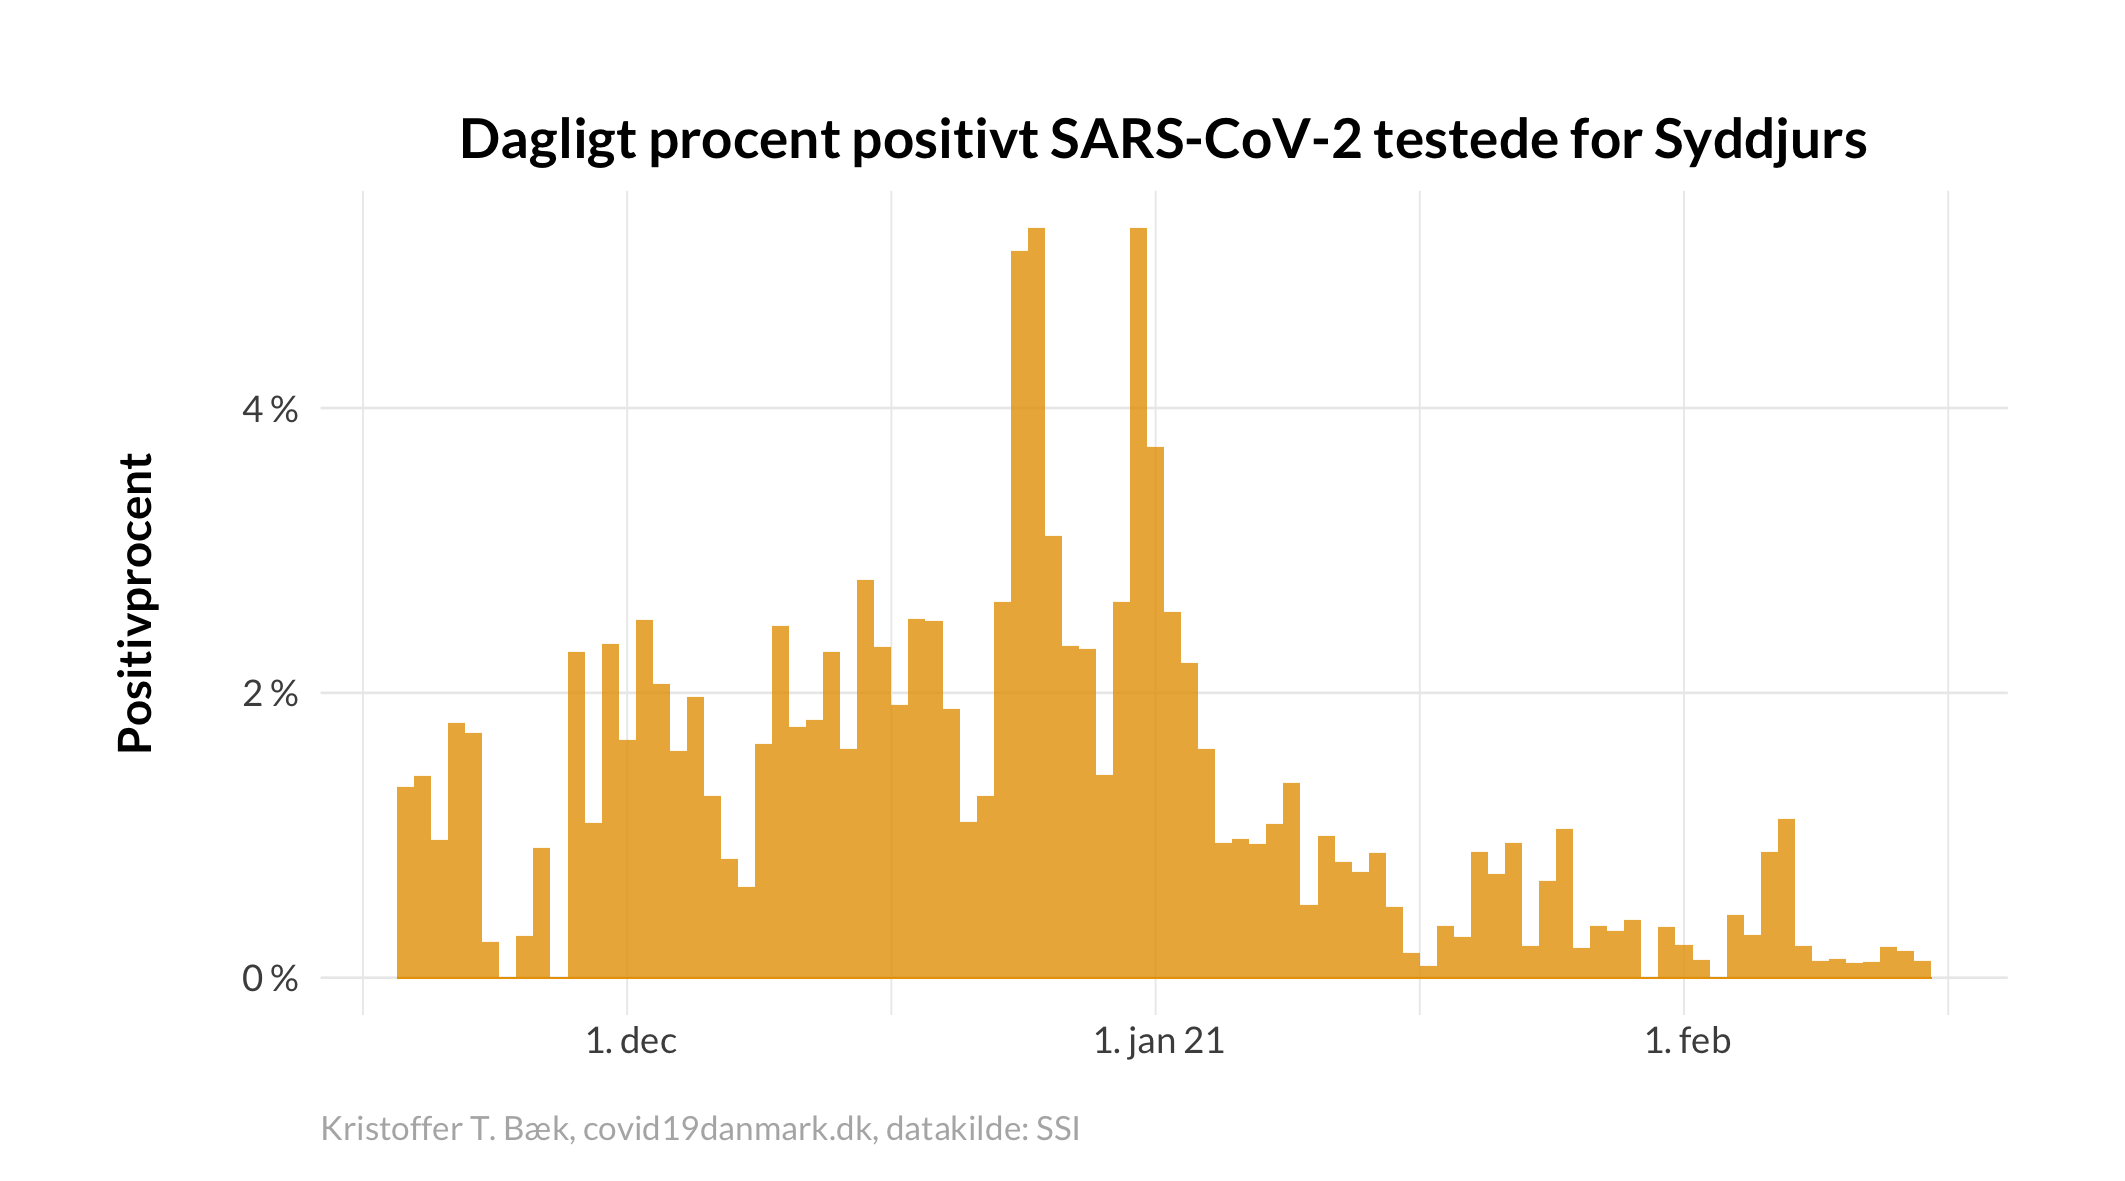 Dagligt procent positivt SARS-CoV-2 testede for Syddjurs
Positivprocent
4 %
2 %
0 %
1. dec
1. jan 21
1. feb
Kristoffer T. Bæk, covid19danmark.dk, datakilde: SSI